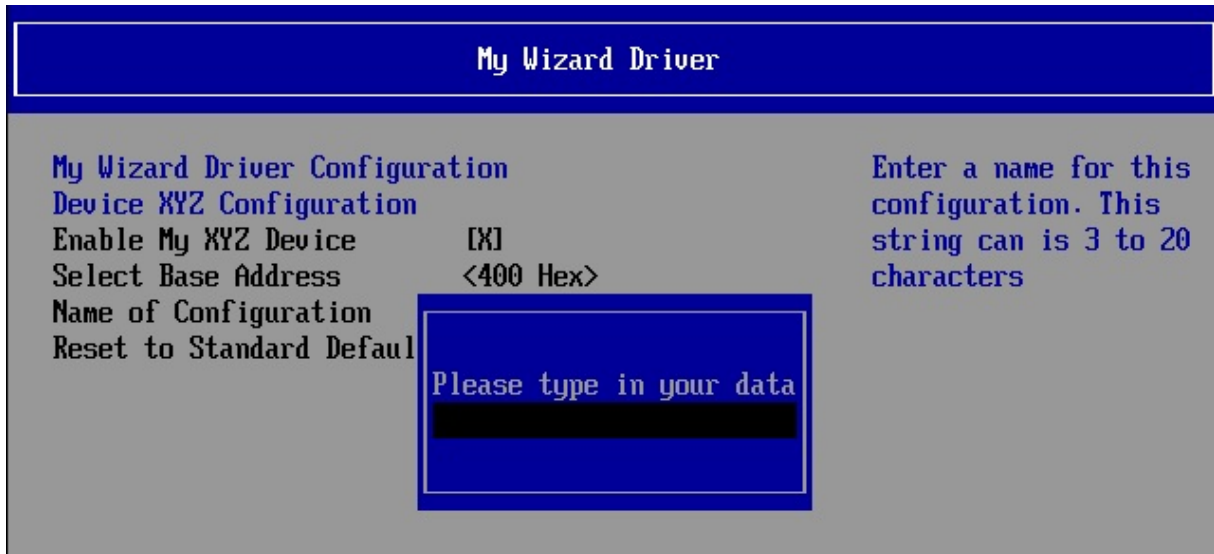 My Wizard Driver
My Wizard Driver Configuration
Device XYZ Configuration
Enable My XYZ Device [X]
Select Base Address <400 Hex>
Name of Configuration
Reset to Standard Defaul
Please type in your data
Enter a name for this
configuration. This
string can is 3 to 20
characters